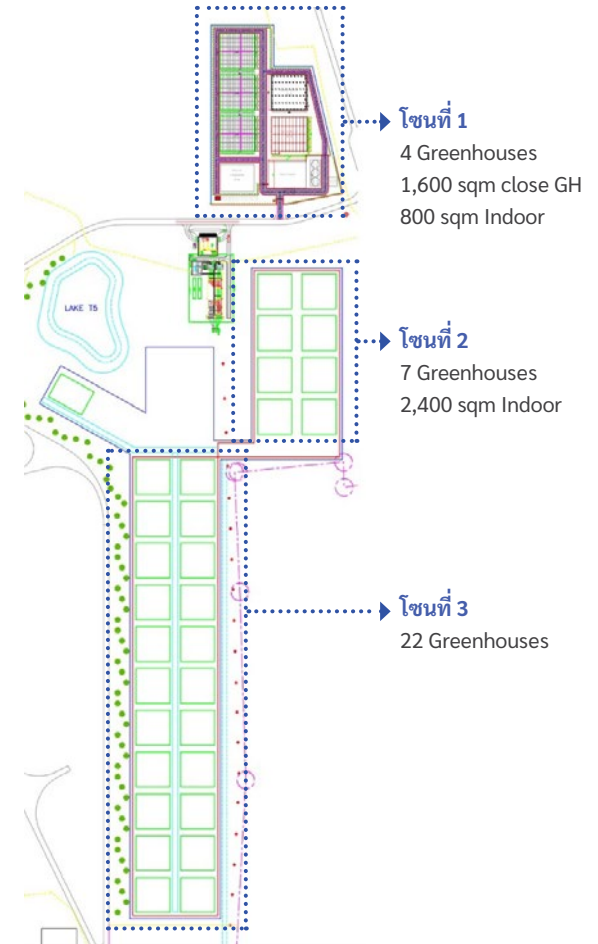 โซนที่ 1
4 Greenhouses
1,600 sqm close GH
800 sqm Indoor
LAKE T5
โซนที่ 2
7 Greenhouses
2,400 sqm Indoor
โซนที่ 3
22 Greenhouses